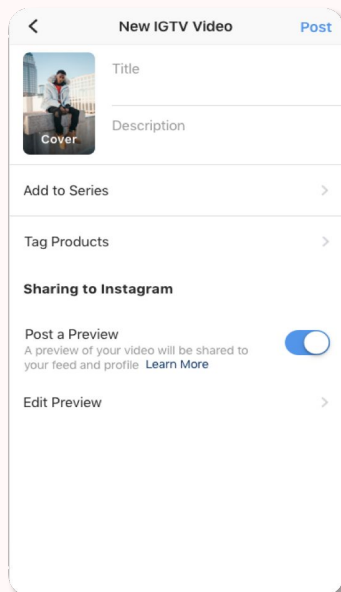 New IGTV Video
Post
Title
Description
Cover
Add to Series
Tag Products
Sharing to Instagram
Post a Preview
A preview of your video will be shared to
your feed and profile Learn More
Edit Preview